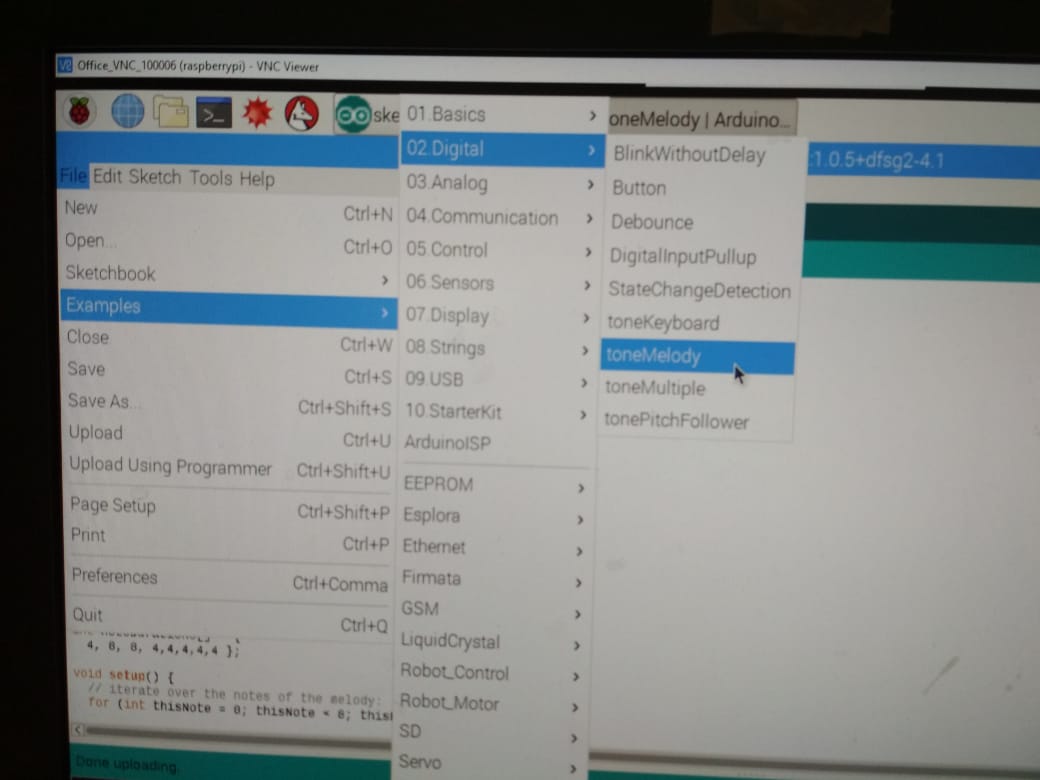 Office_VNC_100006 (raspberrypi) - VNC Viewer
ske
oneMelody | Arduino...
:1.0.5+dfsg2-4.1
File Edit Sketch Tools Help
New Ctrl+N
Open... Ctrl+O
Sketchbook
Examples
Close Ctrl+W
Save Ctrl+S
Save As... Ctrl+Shift+S
Upload Ctrl+U
Upload Using Programmer Ctrl+Shift+U
Page Setup Ctrl+Shift+P
Print Ctrl+P
Preferences Ctrl+Comma
Quit Ctrl+Q
01.Basics
02.Digital
03.Analog
04.Communication
05.Control
06.Sensors
07.Display
08.Strings
09.USB
10.StarterKit
ArduinoISP
EEPROM
Esplora
Ethernet
Firmata
GSM
LiquidCrystal
Robot_Control
Robot_Motor
SD
Servo
BlinkWithoutDelay
Button
Debounce
DigitalInputPullup
StateChangeDetection
toneKeyboard
toneMelody
toneMultiple
tonePitchFollower
4, 8, 8, 4,4,4,4,4 };
void setup() {
// iterate over the notes of the melody:
for (int thisNote = 0; thisNote < 8; this
Done uploading.